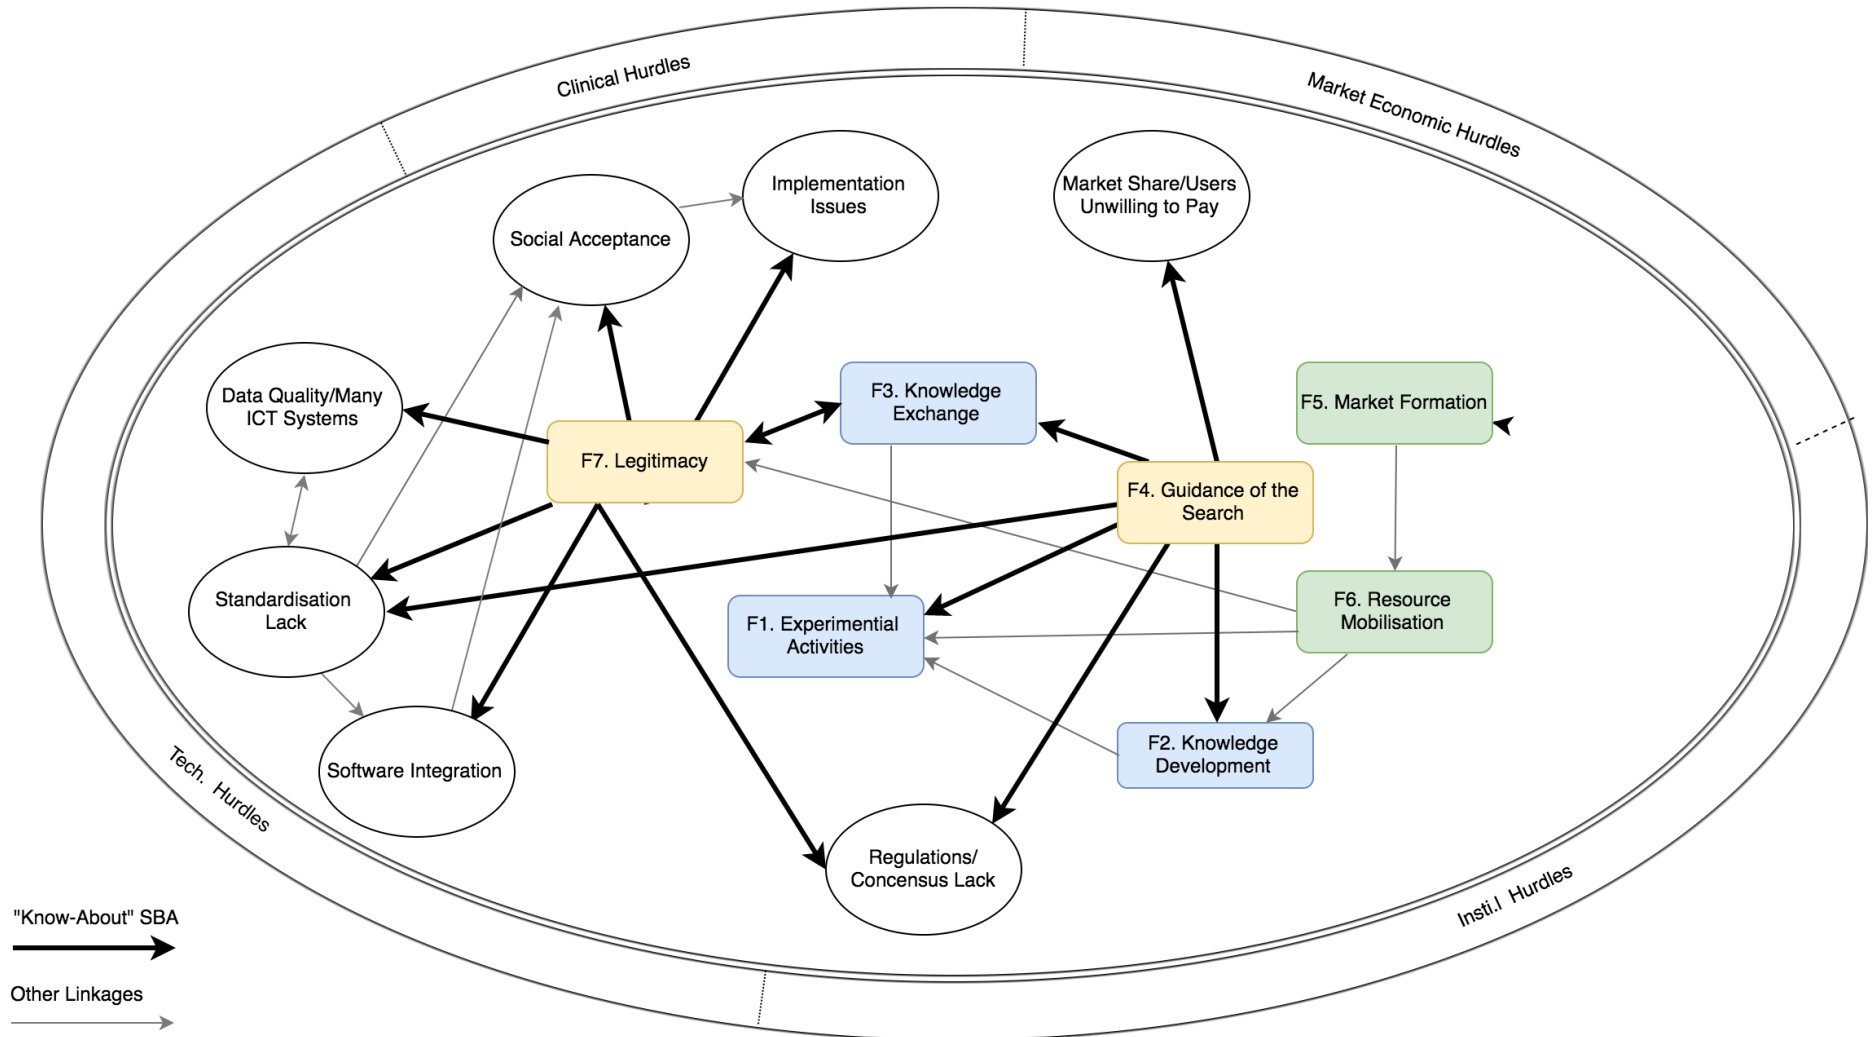 Clinical Hurdles
Market Economic Hurdles
Implementation
Issues
Market Share/Users
Unwilling to Pay
Social Acceptance
Data Quality/Many
ICT Systems
F3. Knowledge
Exchange
F5. Market Formation
F7. Legitimacy
F4. Guidance of the
Search
Standardisation
Lack
F1. Experimential
Activities
F6. Resource
Mobilisation
Software Integration
F2. Knowledge
Development
Tech. Hurdles
Regulations/
Concensus Lack
Insti.l Hurdles
"Know-About" SBA
Other Linkages